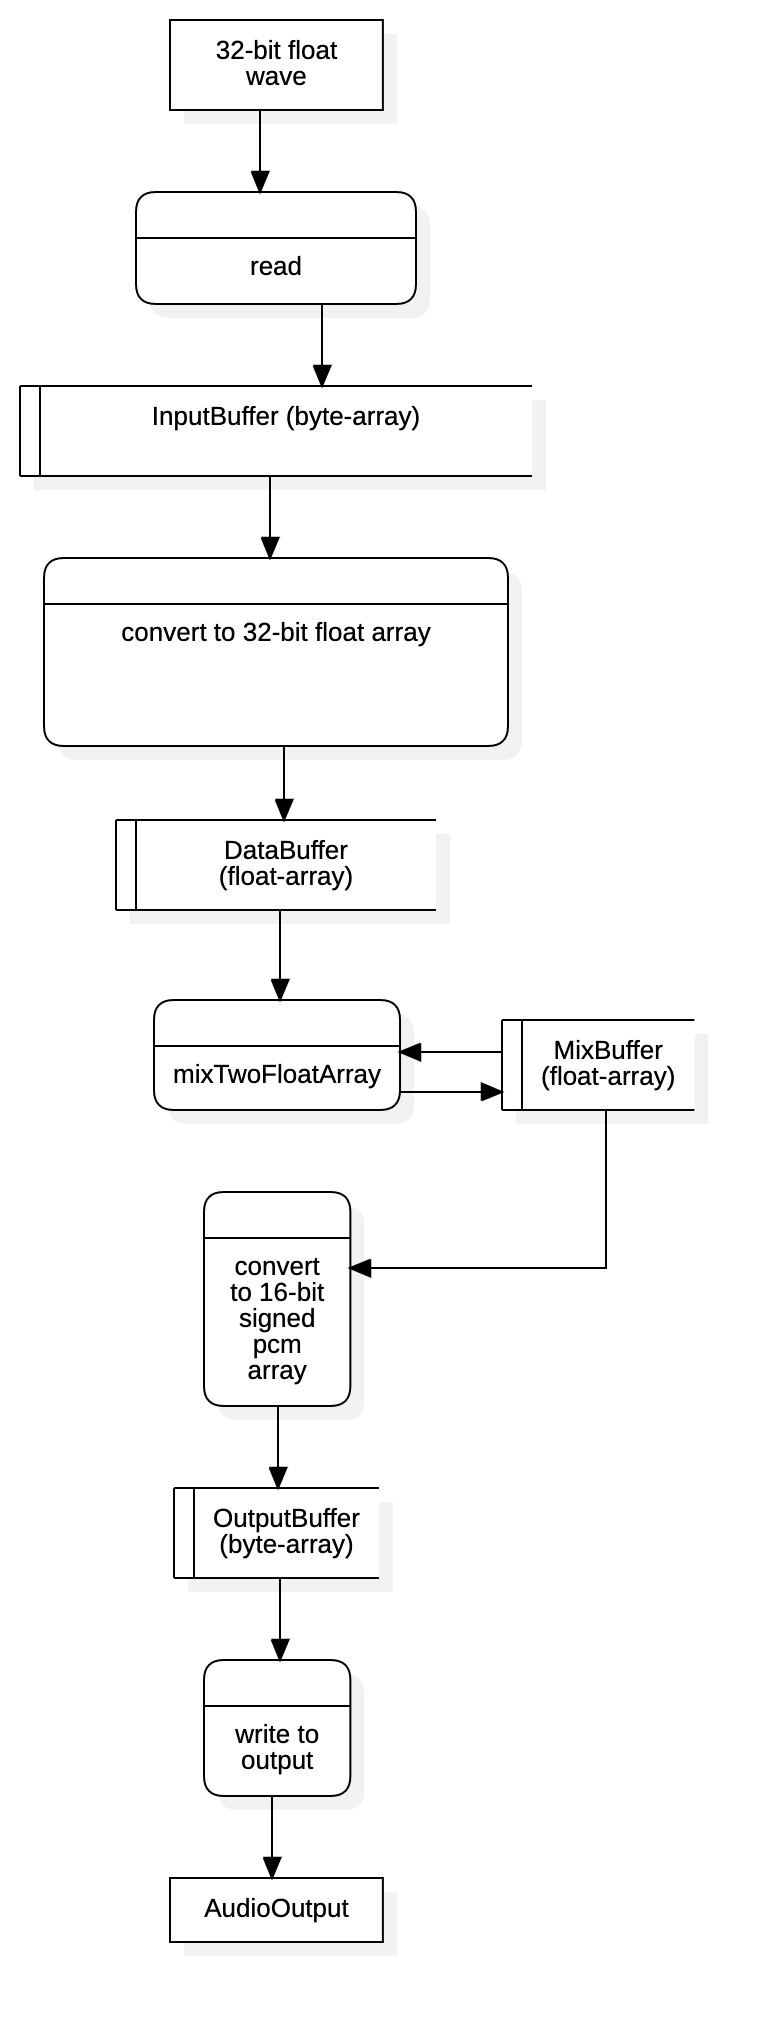 32-bit float
wave
read
InputBuffer (byte-array)
convert to 32-bit float array
DataBuffer
(float-array)
mixTwoFloatArray
MixBuffer
(float-array)
convert
to 16-bit
signed
pcm
array
OutputBuffer
(byte-array)
write to
output
AudioOutput